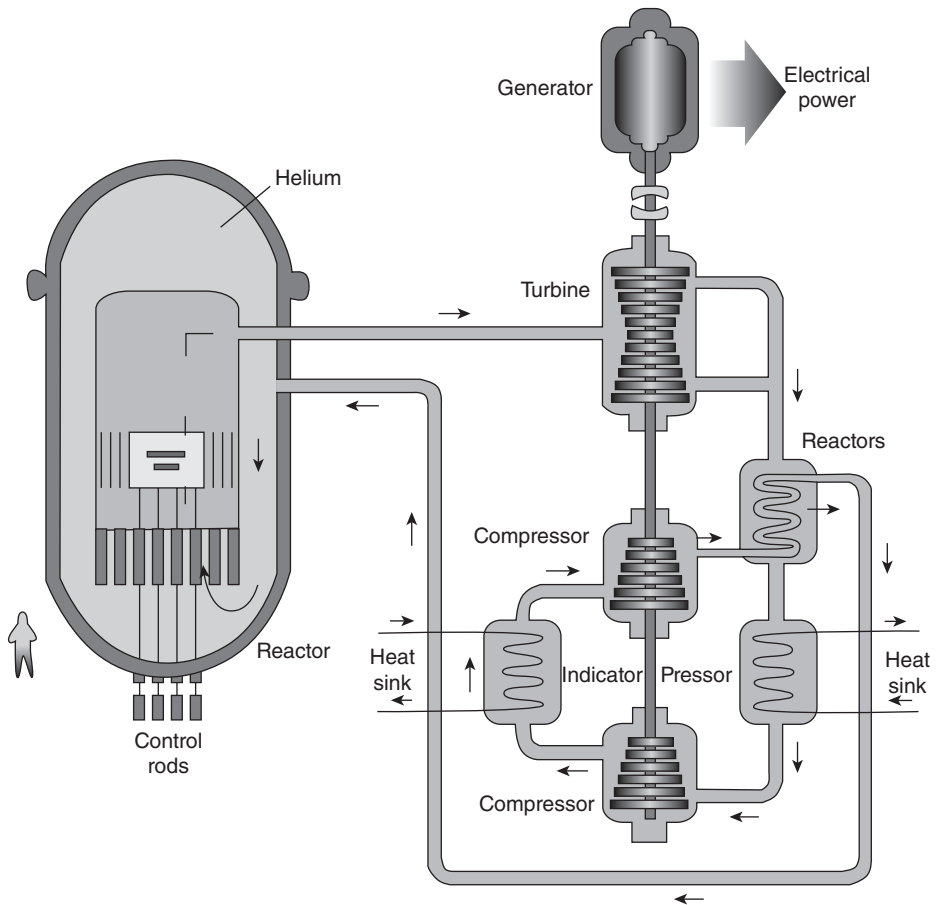 Generator
Electrical
power
Helium
Turbine
Reactors
Compressor
Reactor
Heat
sink
Indicator
Pressor
Heat
sink
Control
rods
Compressor